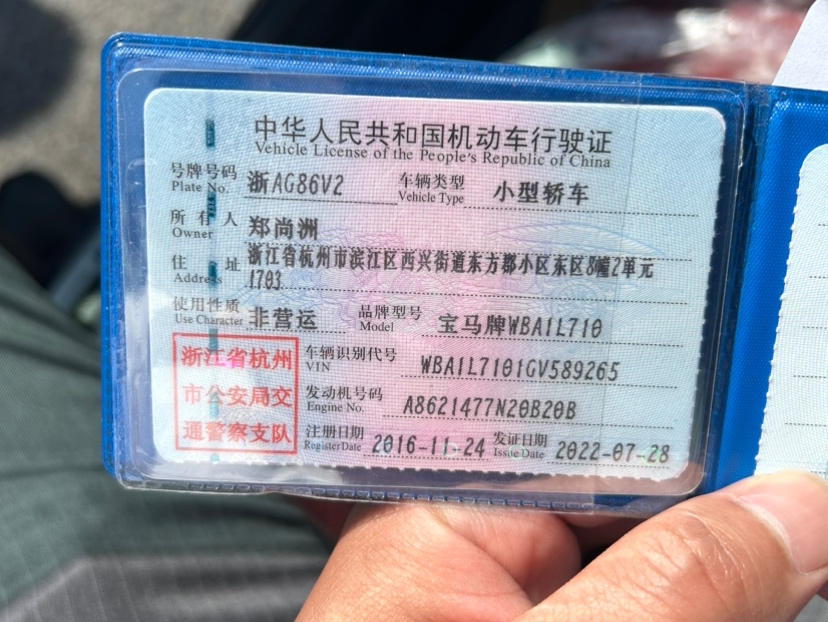 中华人民共和国机动车行驶证
Vehicle License of the People's Republic of China
号牌号码 浙AG86V2 车辆类型 小型轿车
Plate No. Vehicle Type
所有人 郑尚洲
Owner
住址 浙江省杭州市滨江区西兴街道东方郡小区东区8幢2单元
Address 1703
使用性质 非营运 品牌型号 宝马牌WBA1L710
Use Character Model
浙江省杭州
市公安局交
通警察支队
车辆识别代号 WBA1L7101GV589265
VIN
发动机号码 A8621477N20B20B
Engine No.
注册日期 2016-11-24 发证日期 2022-07-28
Register Date Issue Date